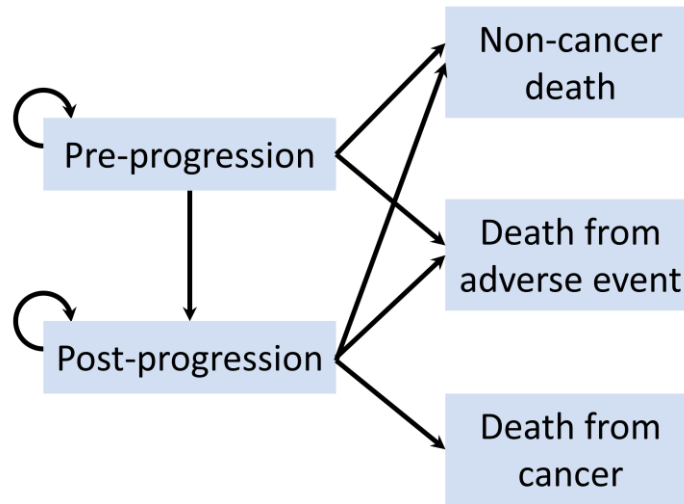 Non-cancer
death
Pre-progression
Death from
adverse event
Post-progression
Death from
cancer